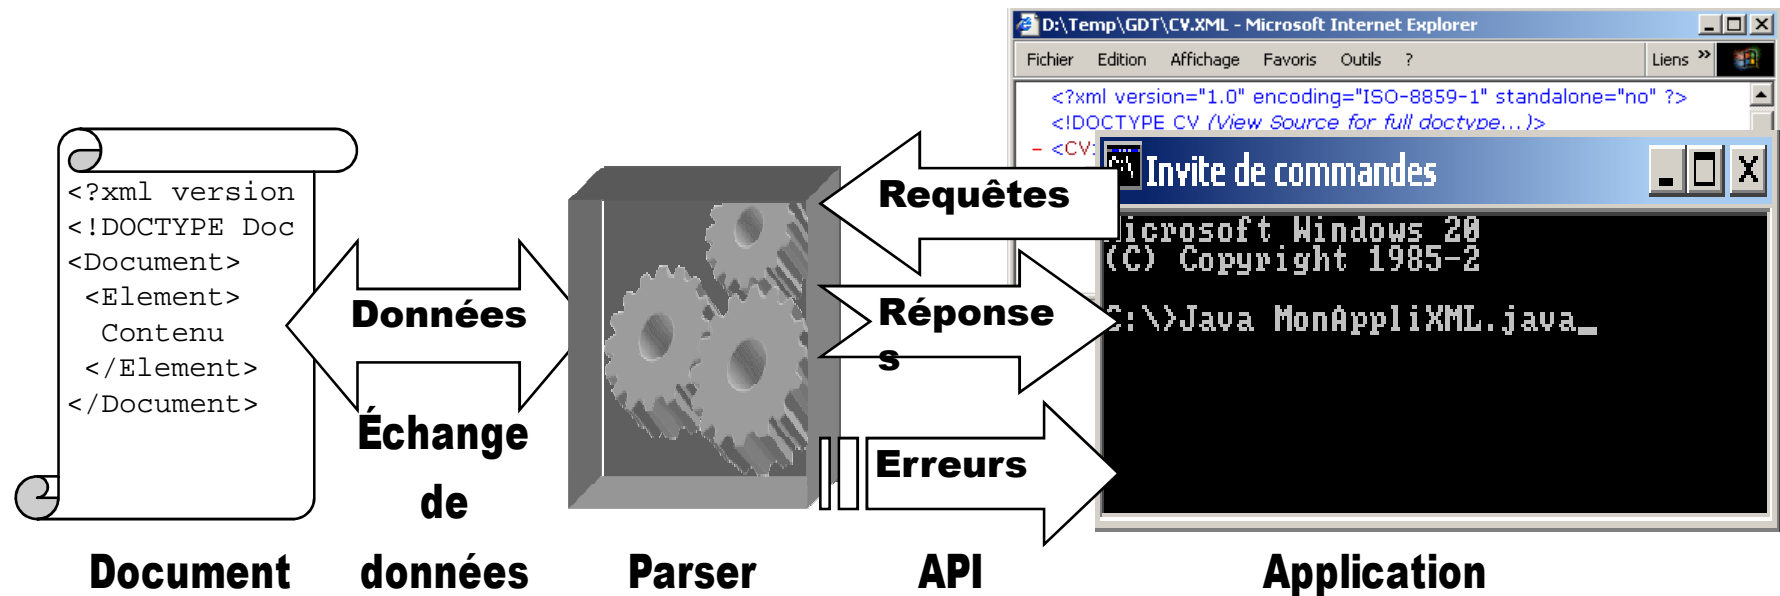 D:\Temp\GDT\CV.XML - Microsoft Internet Explorer
Fichier Edition Affichage Favoris Outils ? Liens »
<?xml version="1.0" encoding="ISO-8859-1" standalone="no" ?>
<!DOCTYPE CV (View Source for full doctype...)>
- <CV
<?xml version
<!DOCTYPE Doc
<Document>
<Element>
Contenu
</Element>
</Document>
Données
Échange
de
données
Requêtes
Réponse
s
Erreurs
C:\ Invite de commandes
Microsoft Windows 20
(C) Copyright 1985-2
C:\>Java MonAppliXML.java_
Document
Parser
API
Application